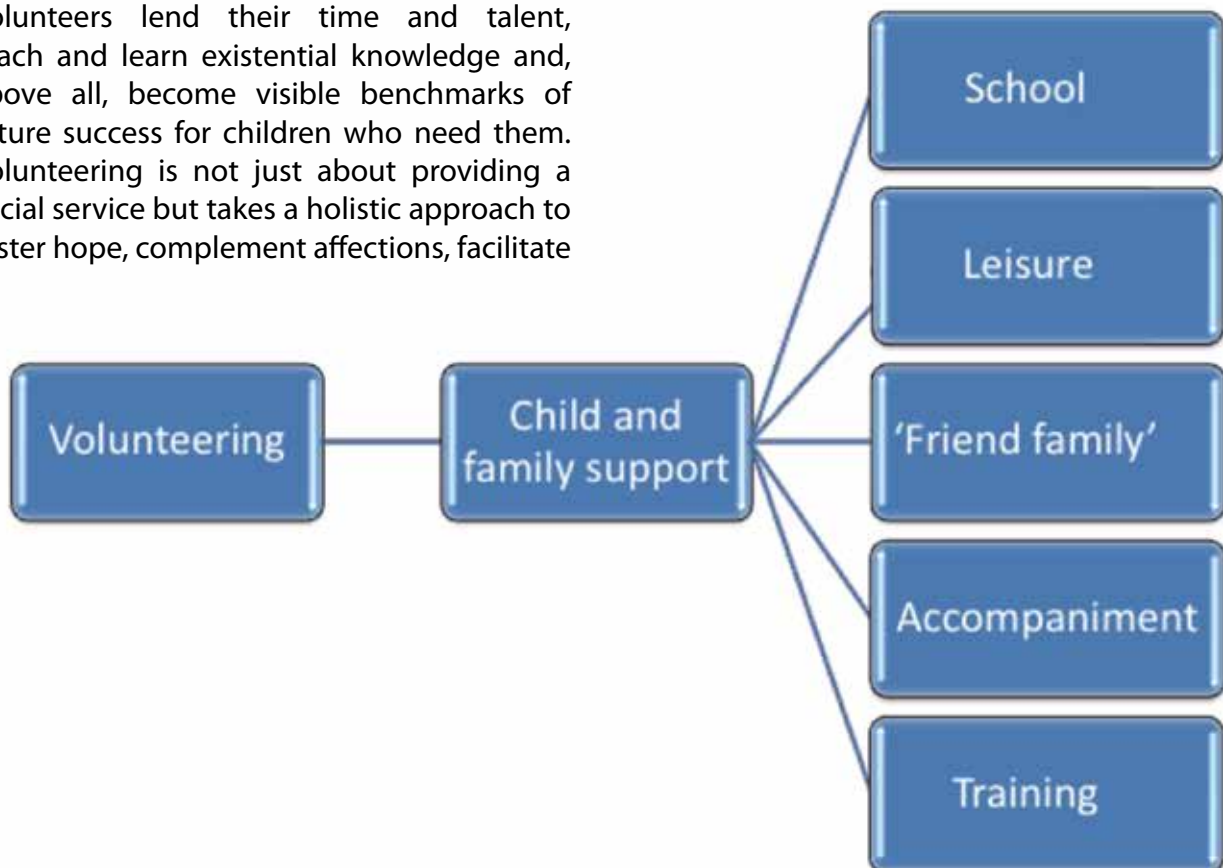 olunteers lend their time and talent,
ach and learn existential knowledge and,
bove all, become visible benchmarks of
ture success for children who need them.
olunteering is not just about providing a
cial service but takes a holistic approach to
ster hope, complement affections, facilitate
Volunteering
Child and
family support
School
Leisure
‘Friend family’
Accompaniment
Training